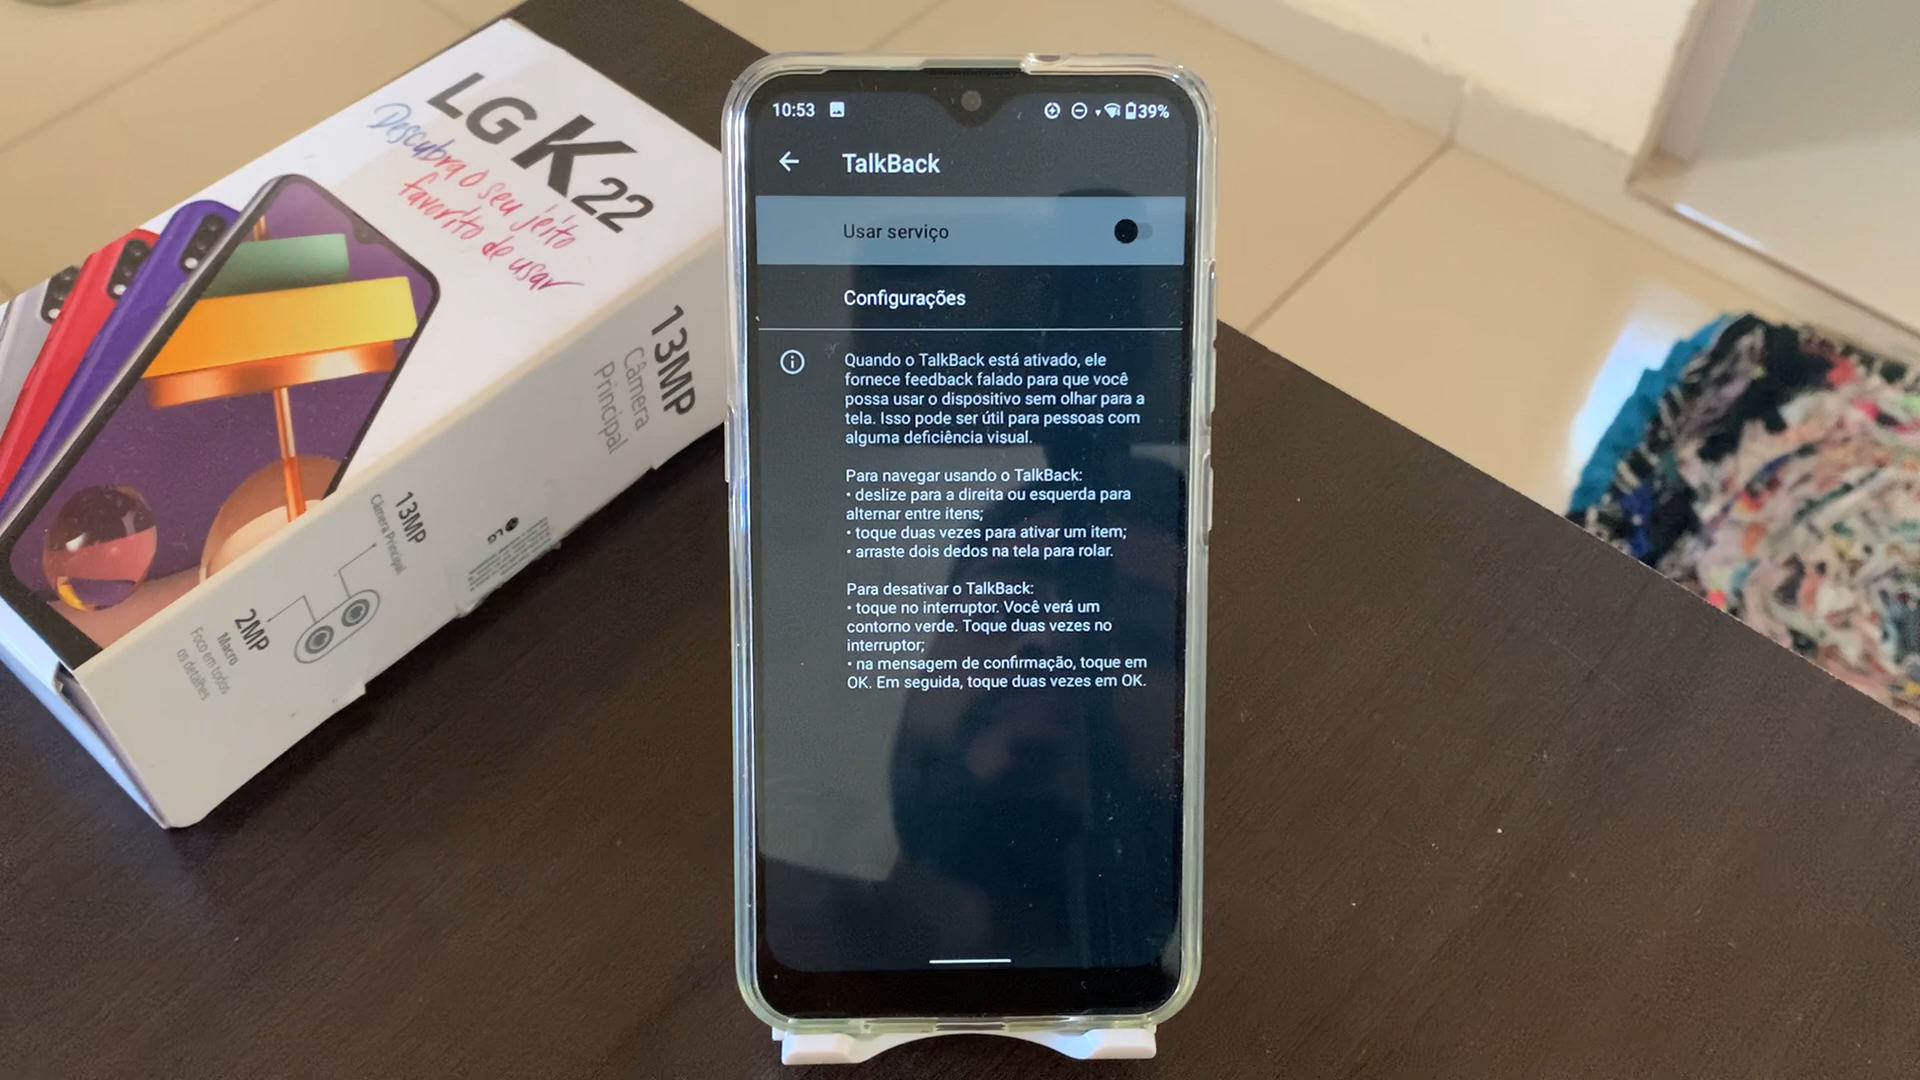 LG K22
Descubra o seu jeito
favorito de usar
13MP
Câmera
Principal
13MP
Câmera Principal
2MP
Macro
Foco em todos
os detalhes
LG
10:53
39%
TalkBack
Usar serviço
Configurações
Quando o TalkBack está ativado, ele
fornece feedback falado para que você
possa usar o dispositivo sem olhar para a
tela. Isso pode ser útil para pessoas com
alguma deficiência visual.
Para navegar usando o TalkBack:
• deslize para a direita ou esquerda para
alternar entre itens;
• toque duas vezes para ativar um item;
• arraste dois dedos na tela para rolar.
Para desativar o TalkBack:
• toque no interruptor. Você verá um
contorno verde. Toque duas vezes no
interruptor;
• na mensagem de confirmação, toque em
OK. Em seguida, toque duas vezes em OK.